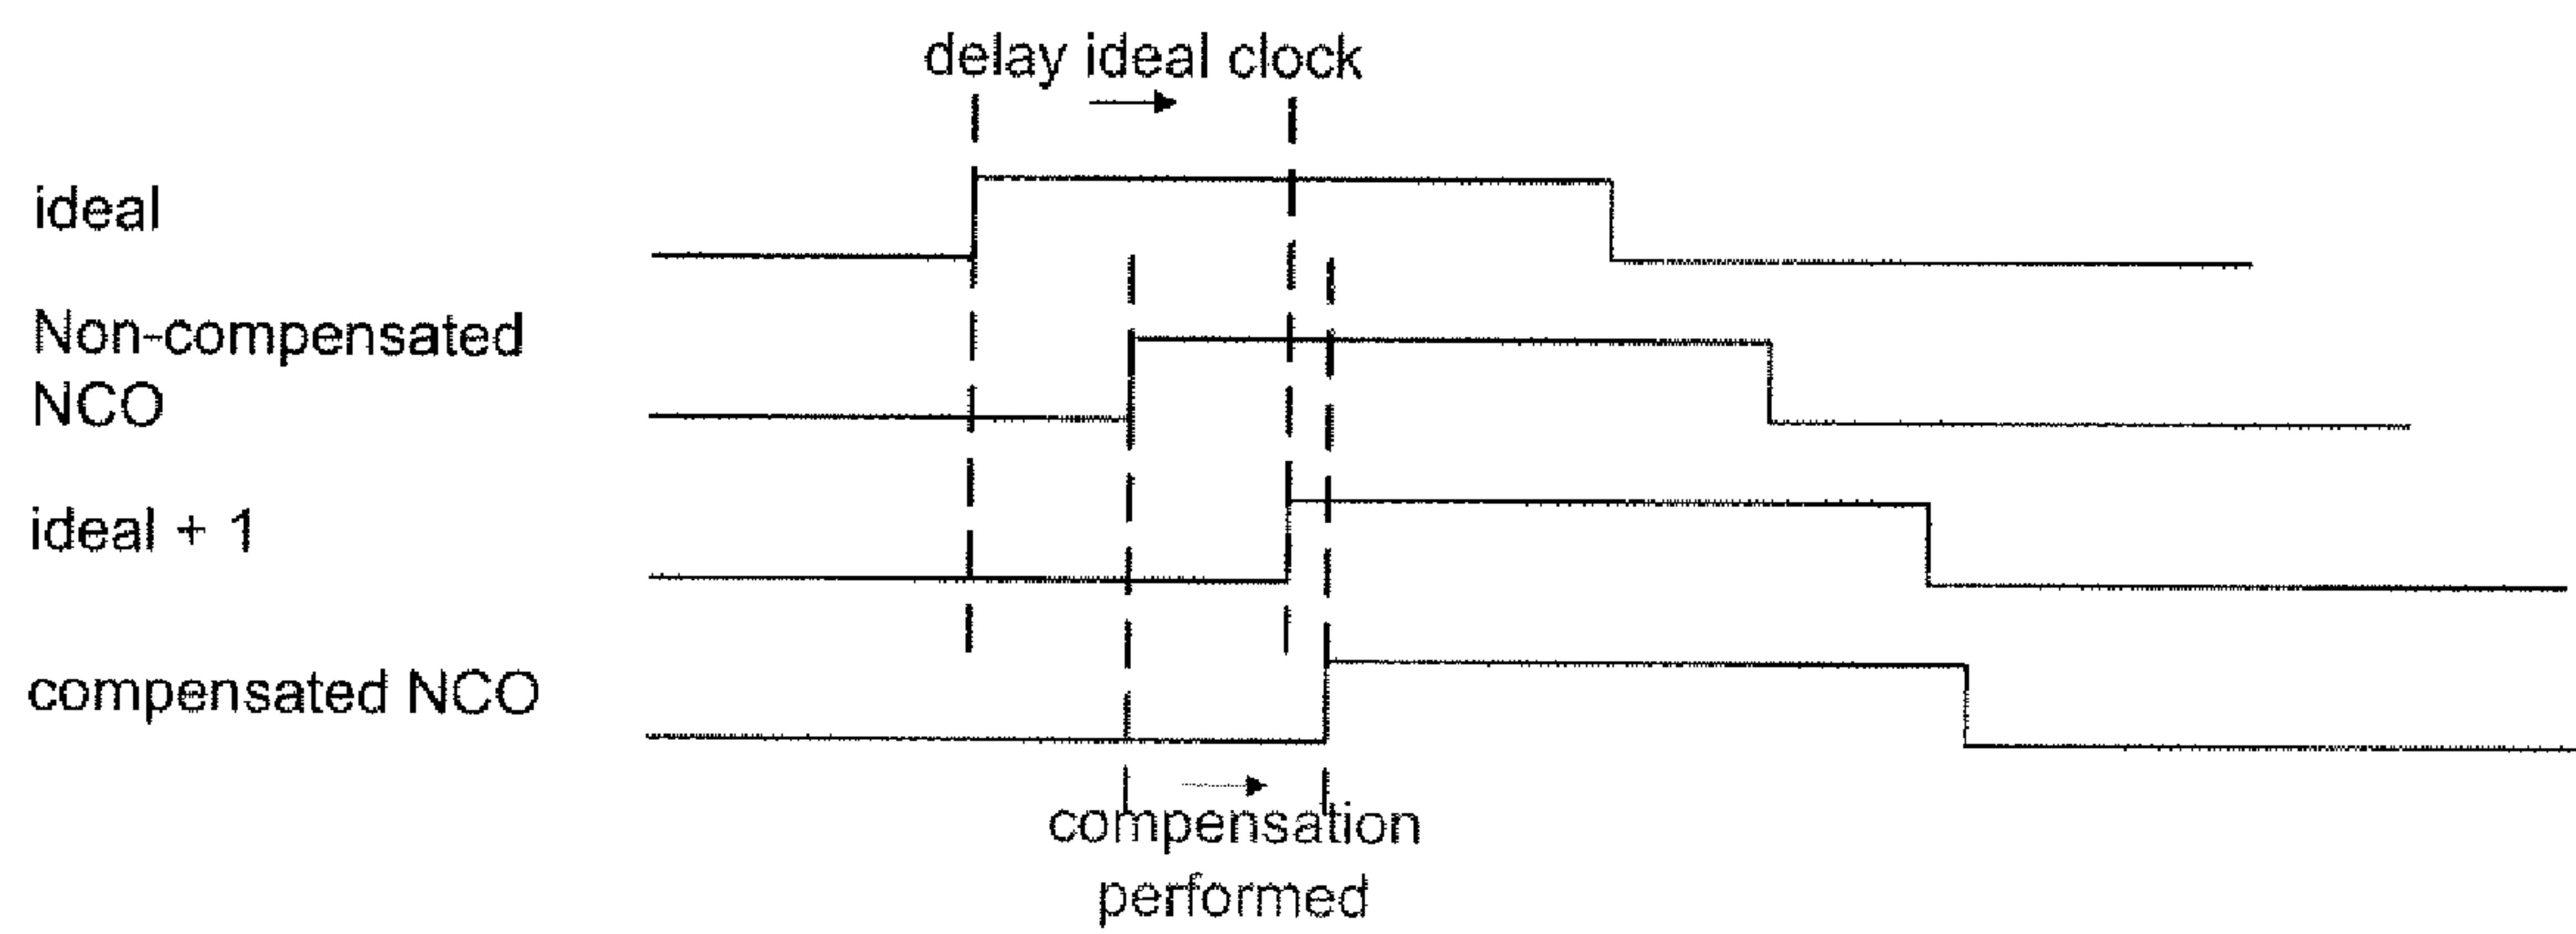 delay ideal clock
ideal
Non-compensated
NCO
ideal + 1
compensated NCO
compensation
performed